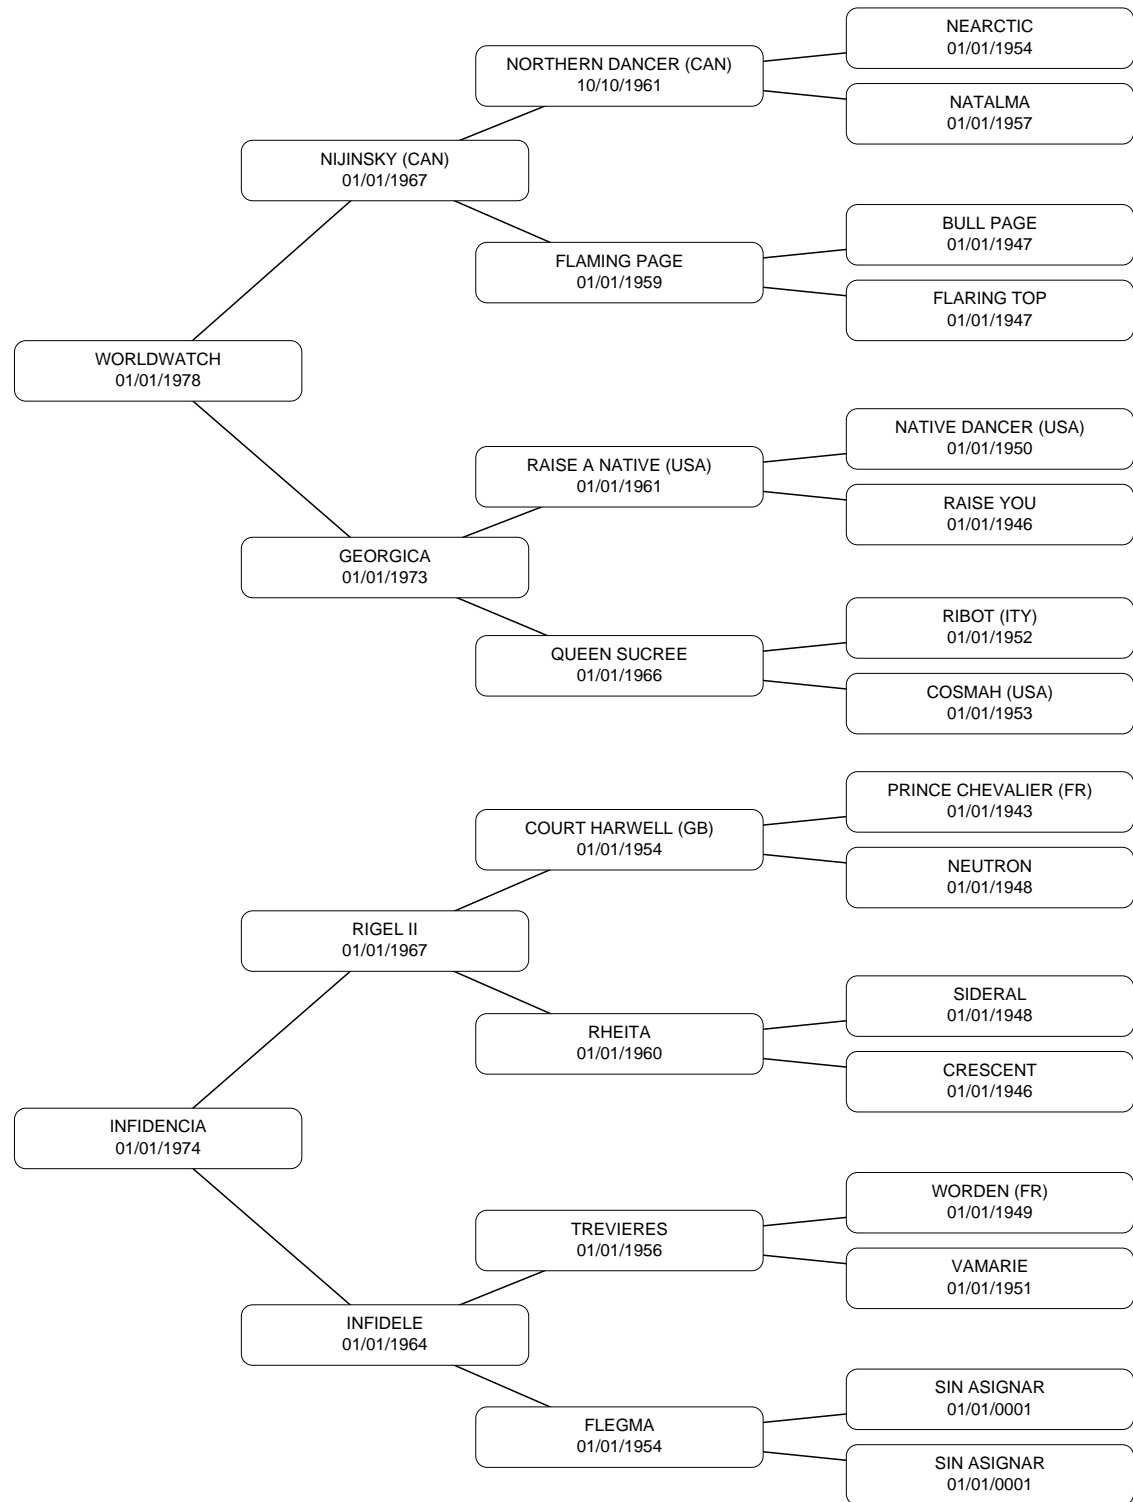 NEARCTIC
01/01/1954
NORTHERN DANCER (CAN)
10/10/1961
NATALMA
01/01/1957
NIJINSKY (CAN)
01/01/1967
BULL PAGE
01/01/1947
FLAMING PAGE
01/01/1959
FLARING TOP
01/01/1947
WORLDWATCH
01/01/1978
NATIVE DANCER (USA)
01/01/1950
RAISE A NATIVE (USA)
01/01/1961
RAISE YOU
01/01/1946
GEORGICA
01/01/1973
RIBOT (ITY)
01/01/1952
QUEEN SUCREE
01/01/1966
COSMAH (USA)
01/01/1953
PRINCE CHEVALIER (FR)
01/01/1943
COURT HARWELL (GB)
01/01/1954
NEUTRON
01/01/1948
RIGEL II
01/01/1967
SIDERAL
01/01/1948
RHEITA
01/01/1960
CRESCENT
01/01/1946
INFIDENCIA
01/01/1974
WORDEN (FR)
01/01/1949
TREVIERES
01/01/1956
VAMARIE
01/01/1951
INFIDELE
01/01/1964
SIN ASIGNAR
01/01/0001
FLEGMA
01/01/1954
SIN ASIGNAR
01/01/0001